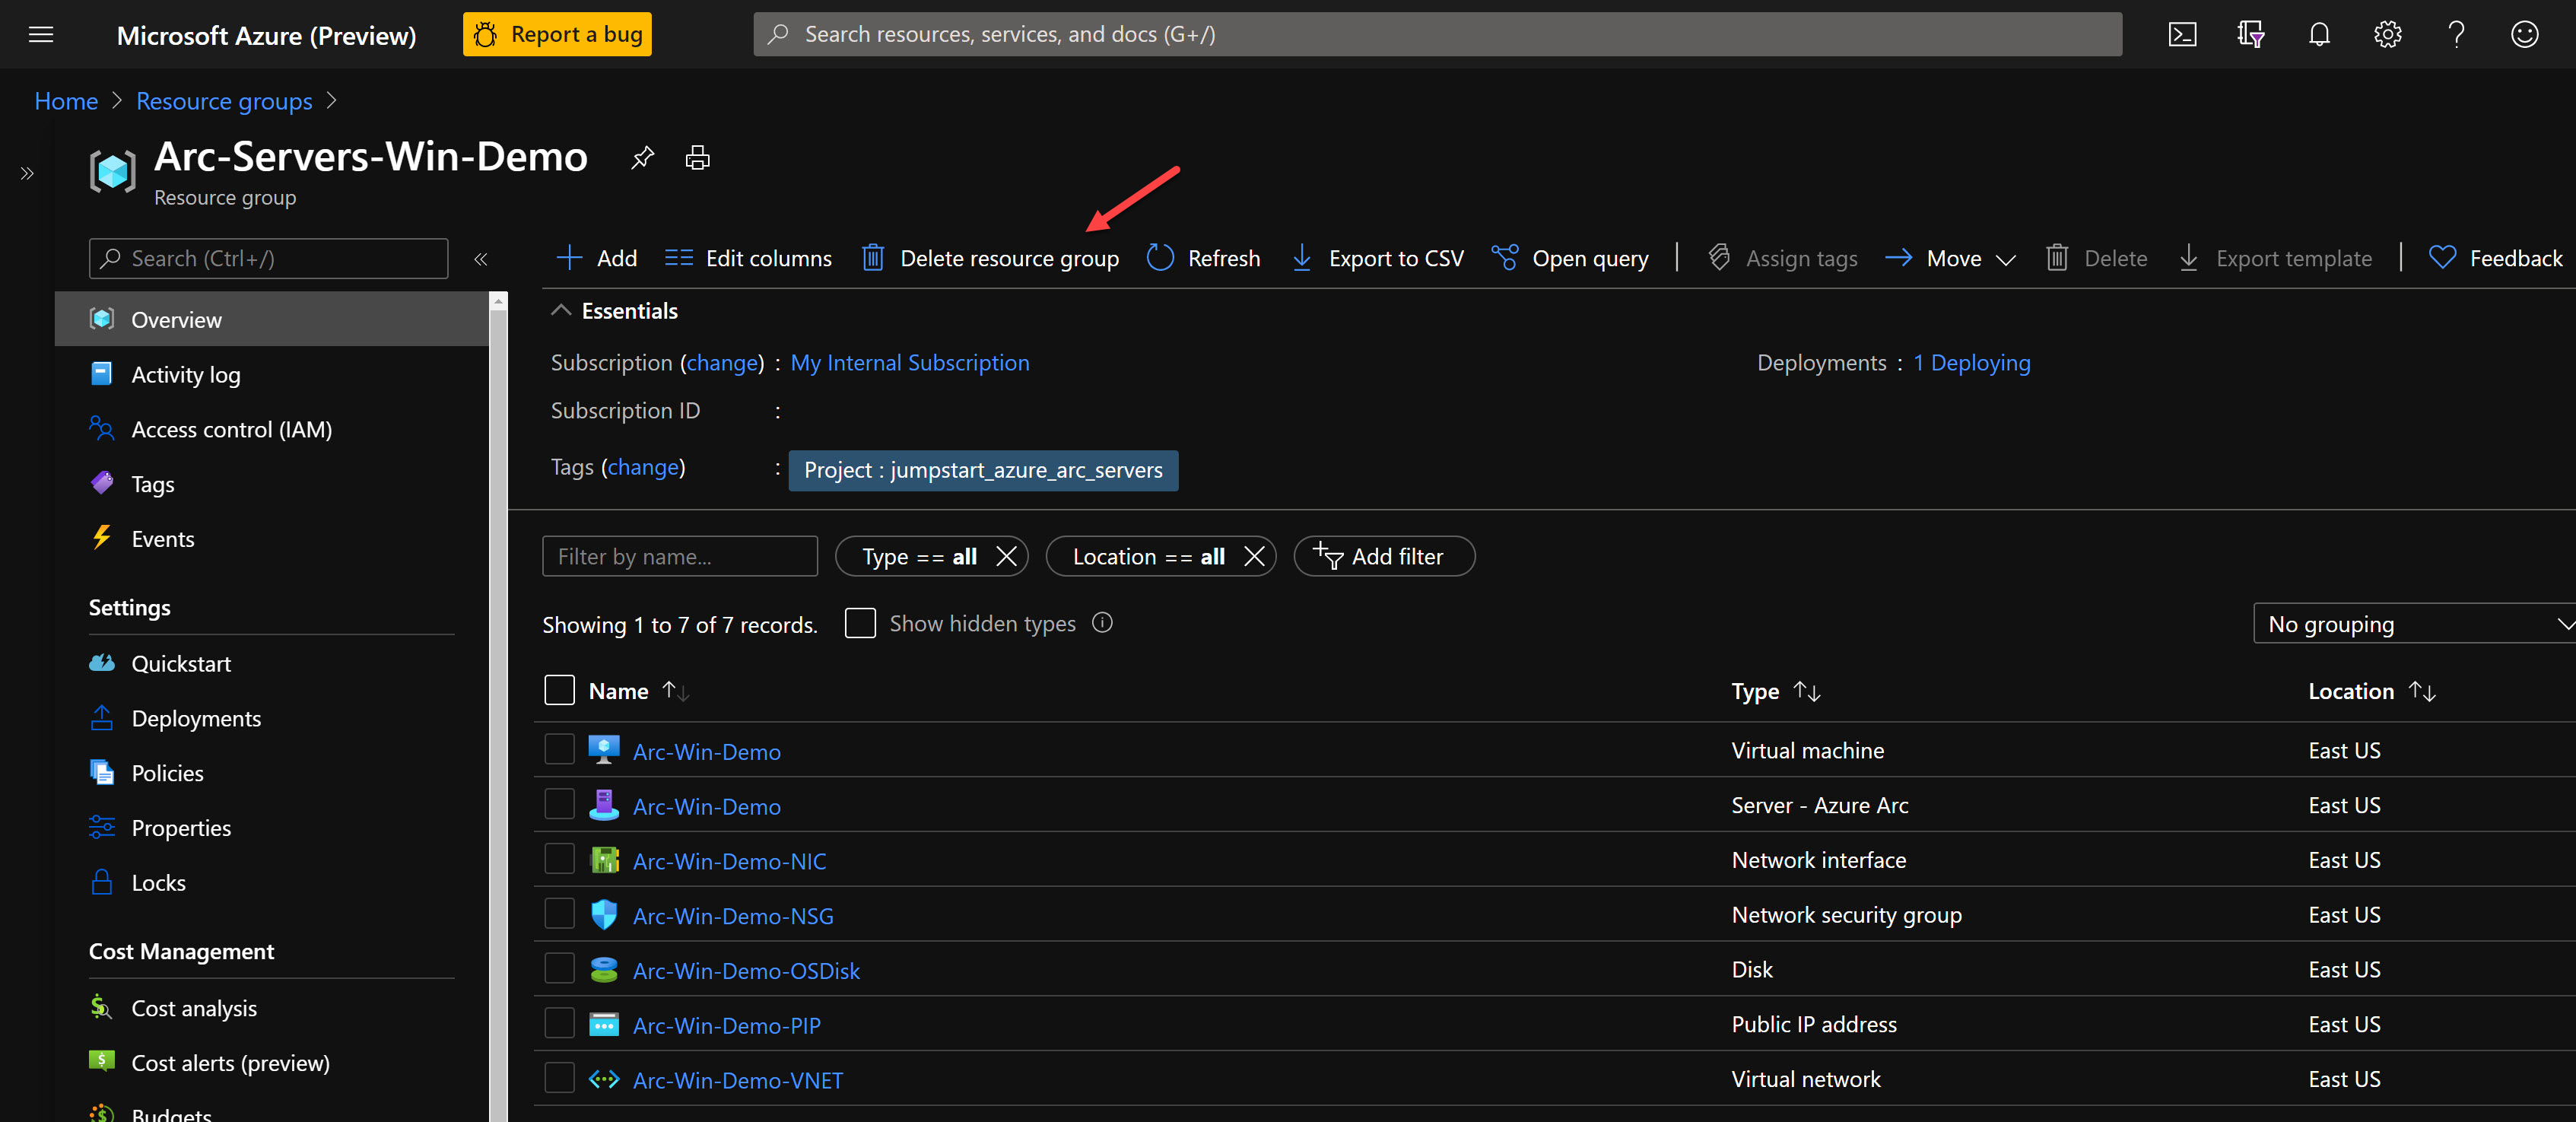 Microsoft Azure (Preview)
Report a bug
Search resources, services, and docs (G+/)
Home > Resource groups >
Arc-Servers-Win-Demo
Resource group
Search (Ctrl+/)
Add
Edit columns
Delete resource group
Refresh
Export to CSV
Open query
Assign tags
Move
Delete
Export template
Feedback
Overview
Activity log
Access control (IAM)
Tags
Events
Settings
Quickstart
Deployments
Policies
Properties
Locks
Cost Management
Cost analysis
Cost alerts (preview)
Budgets
Essentials
Subscription (change) : My Internal Subscription
Deployments : 1 Deploying
Subscription ID :
Tags (change) : Project : jumpstart_azure_arc_servers
Filter by name...
Type == all
Location == all
Add filter
Showing 1 to 7 of 7 records.
Show hidden types
No grouping
Name Type Location
Arc-Win-Demo Virtual machine East US
Arc-Win-Demo Server - Azure Arc East US
Arc-Win-Demo-NIC Network interface East US
Arc-Win-Demo-NSG Network security group East US
Arc-Win-Demo-OSDisk Disk East US
Arc-Win-Demo-PIP Public IP address East US
Arc-Win-Demo-VNET Virtual network East US